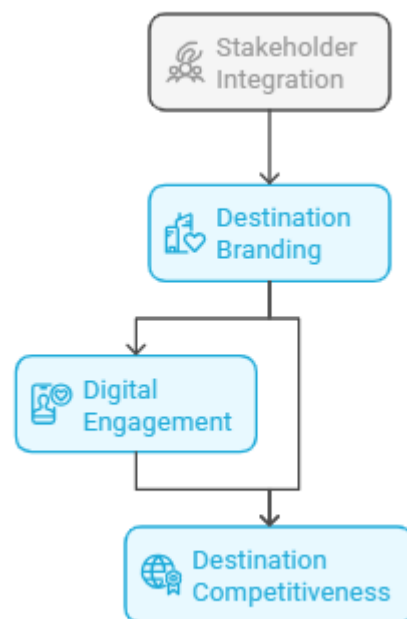 Stakeholder
Integration
Destination
Branding
Digital
Engagement
Destination
Competitiveness